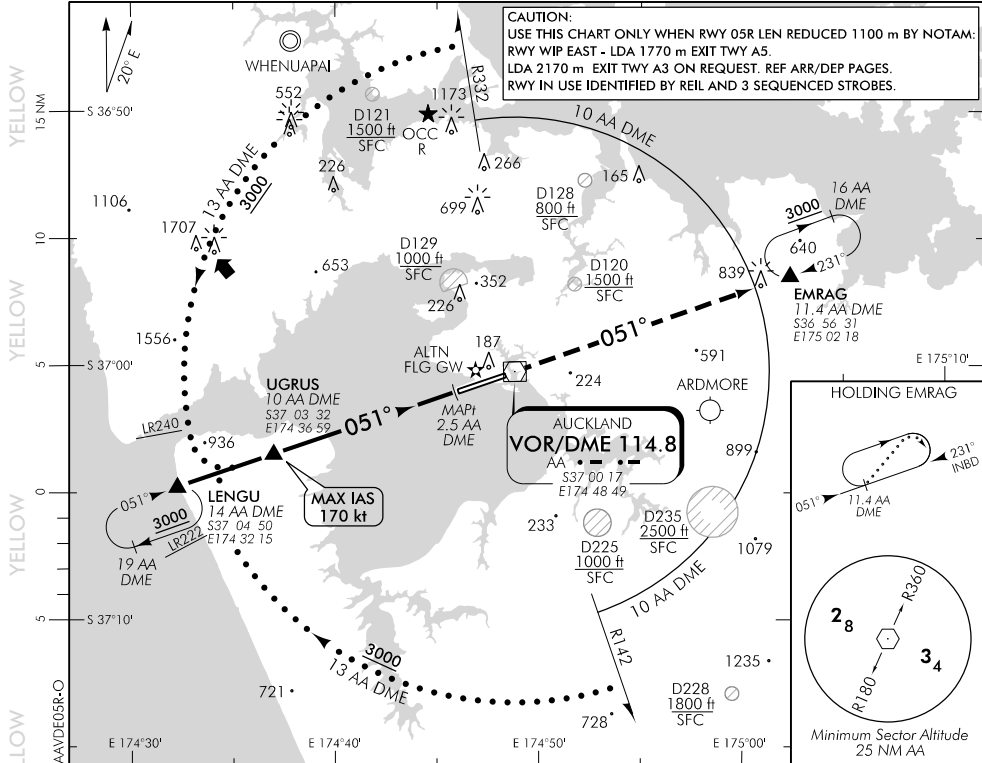 CAUTION:
USE THIS CHART ONLY WHEN RWY 05R LEN REDUCED 1100 m BY NOTAM:
RWY WIP EAST - LDA 1770 m EXIT TWY A5.
LDA 2170 m EXIT TWY A3 ON REQUEST. REF ARR/DEP PAGES.
RWY IN USE IDENTIFIED BY REIL AND 3 SEQUENCED STROBES.
20° E
WHENUAPAI
R332
YELLOW
15 NM
S 36°50'
552
D121
1500 ft
SFC
1173
OCC
R
10 AA DME
13 AA DME
3000
226
266
165
D128
800 ft
SFC
699
1106
1707
16 AA
DME
3000
640
231°
10
653
D129
1000 ft
SFC
352
226
D120
1500 ft
SFC
839
EMRAG
11.4 AA DME
S36 56 31
E175 02 18
YELLOW
1556
S 37°00'
5
187
ALTN
FLG GW
051°
591
224
ARDMORE
E 175°10'
UGRUS
10 AA DME
S37 03 32
E174 36 59
051°
MAPt
2.5 AA
DME
AUCKLAND
VOR/DME 114.8
AA
S37 00 17
E174 48 49
HOLDING EMRAG
231°
INBD
051°
11.4 AA
DME
LR240
936
899
051°
LENGU
14 AA DME
S37 04 50
E174 32 15
MAX IAS
170 kt
0
3000
LR222
19 AA
DME
YELLOW
233
D225
1000 ft
SFC
D235
2500 ft
SFC
1079
10 AA DME
5
S 37°10'
R142
3000
13 AA DME
721
728
1235
D228
1800 ft
SFC
R360
2 8
3 4
R180
Minimum Sector Altitude
25 NM AA
LLOW
AAVDE05R-O
E 174°30'
E 174°40'
E 174°50'
E 175°00'